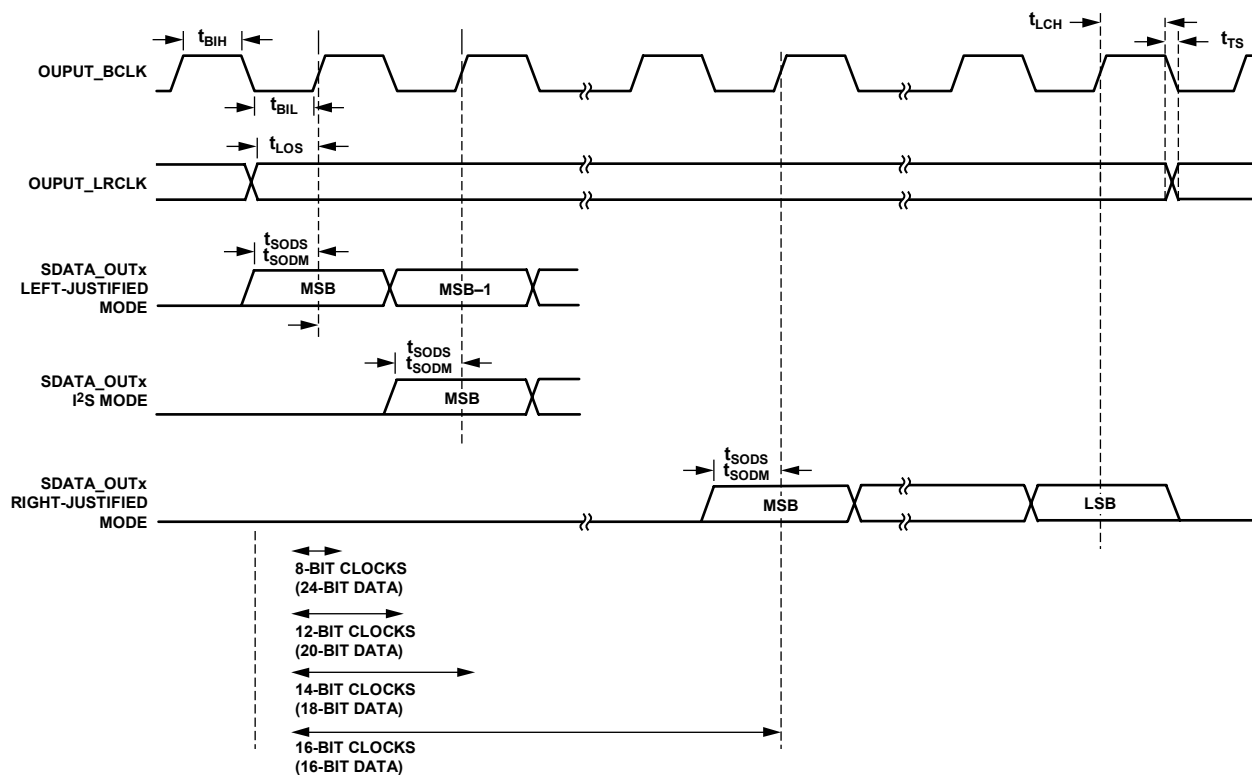 tBIH
tLCH
tTS
OUPUT_BCLK
tBIL
tLOS
OUPUT_LRCLK
tSODS
tSODM
SDATA_OUTx
LEFT-JUSTIFIED
MODE
MSB
MSB–1
tSODS
tSODM
SDATA_OUTx
I²S MODE
MSB
tSODS
tSODM
SDATA_OUTx
RIGHT-JUSTIFIED
MODE
MSB
LSB
8-BIT CLOCKS
(24-BIT DATA)
12-BIT CLOCKS
(20-BIT DATA)
14-BIT CLOCKS
(18-BIT DATA)
16-BIT CLOCKS
(16-BIT DATA)